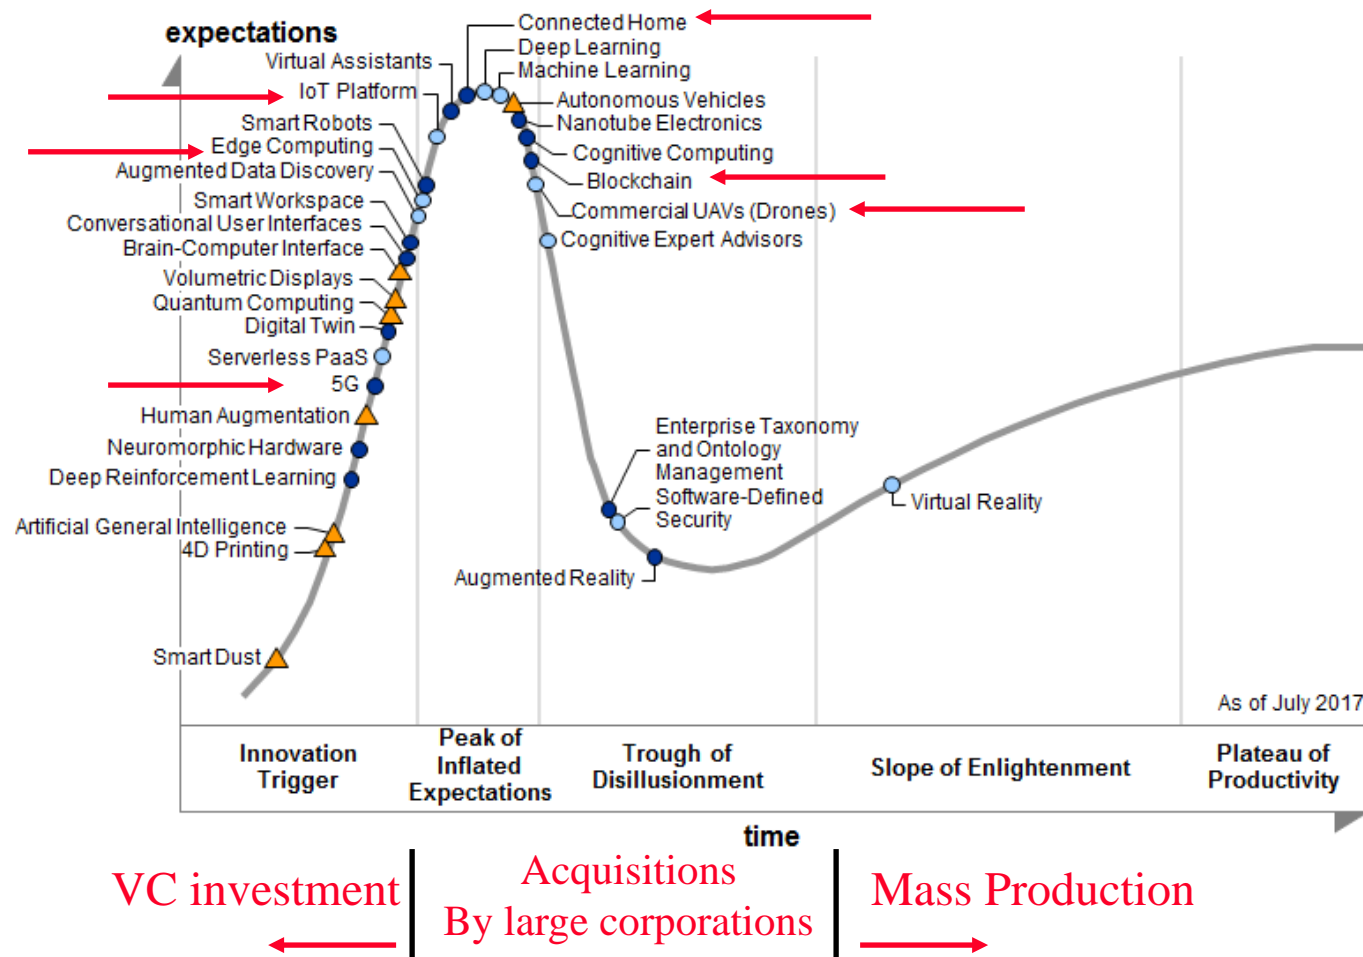 expectations
Connected Home
Deep Learning
Virtual Assistants
Machine Learning
IoT Platform
Autonomous Vehicles
Smart Robots
Nanotube Electronics
Edge Computing
Cognitive Computing
Augmented Data Discovery
Blockchain
Smart Workspace
Commercial UAVs (Drones)
Conversational User Interfaces
Cognitive Expert Advisors
Brain-Computer Interface
Volumetric Displays
Quantum Computing
Digital Twin
Serverless PaaS
5G
Human Augmentation
Neuromorphic Hardware
Deep Reinforcement Learning
Artificial General Intelligence
4D Printing
Smart Dust
Enterprise Taxonomy
and Ontology
Management
Software-Defined
Security
Augmented Reality
Virtual Reality
As of July 2017
Innovation
Trigger
Peak of
Inflated
Expectations
Trough of
Disillusionment
Slope of Enlightenment
Plateau of
Productivity
time
VC investment
Acquisitions
By large corporations
Mass Production